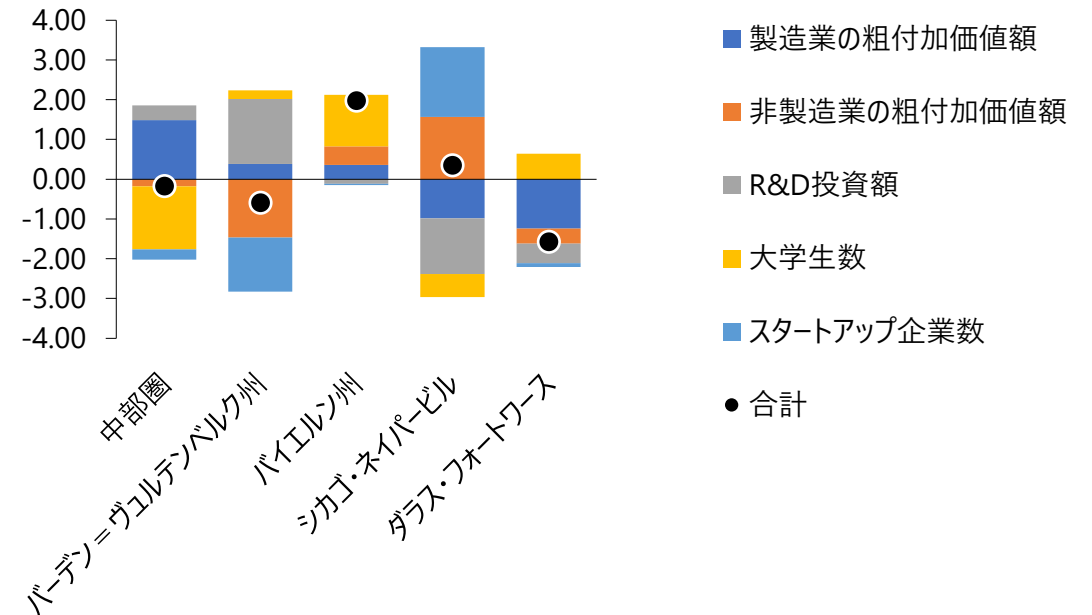 4.00
3.00
2.00
1.00
0.00
-1.00
-2.00
-3.00
-4.00
中部圏
バーデン＝ヴュルテンベルク州
バイエルン州
シカゴ・ネイパービル
ダラス・フォートワース
製造業の粗付加価値額
非製造業の粗付加価値額
R&D投資額
大学生数
スタートアップ企業数
合計